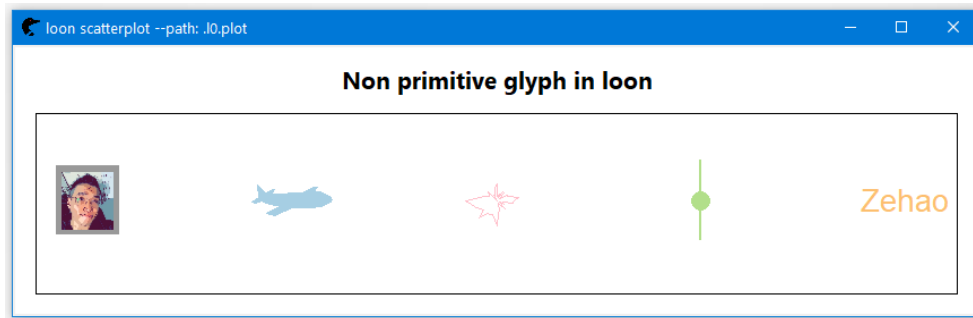 loon scatterplot --path: .l0.plot
Non primitive glyph in loon
Zehao